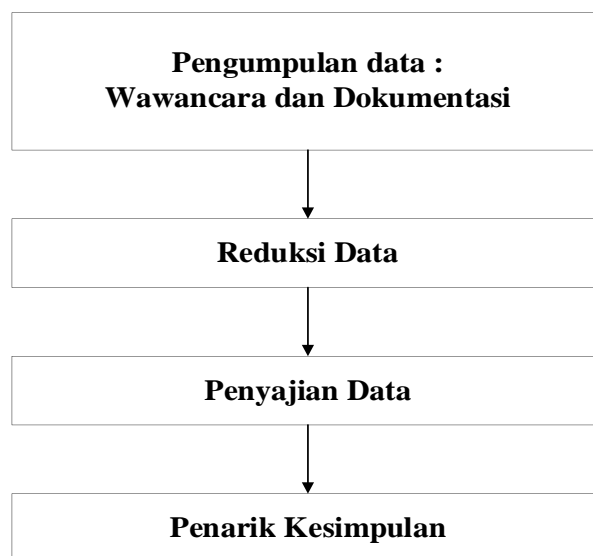 Pengumpulan data :
Wawancara dan Dokumentasi
Reduksi Data
Penyajian Data
Penarik Kesimpulan